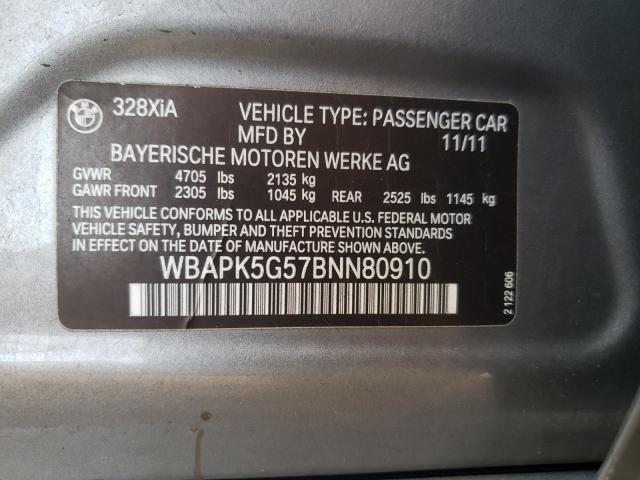 BMW 328XiA VEHICLE TYPE: PASSENGER CAR
MFD BY 11/11
BAYERISCHE MOTOREN WERKE AG
GVWR 4705 lbs 2135 kg
GAWR FRONT 2305 lbs 1045 kg REAR 2525 lbs 1145 kg
THIS VEHICLE CONFORMS TO ALL APPLICABLE U.S. FEDERAL MOTOR
VEHICLE SAFETY, BUMPER AND THEFT PREVENTION STANDARDS
IN EFFECT ON THE DATE OF MANUFACTURE SHOWN ABOVE.
WBAPK5G57BNN80910
2 122 606